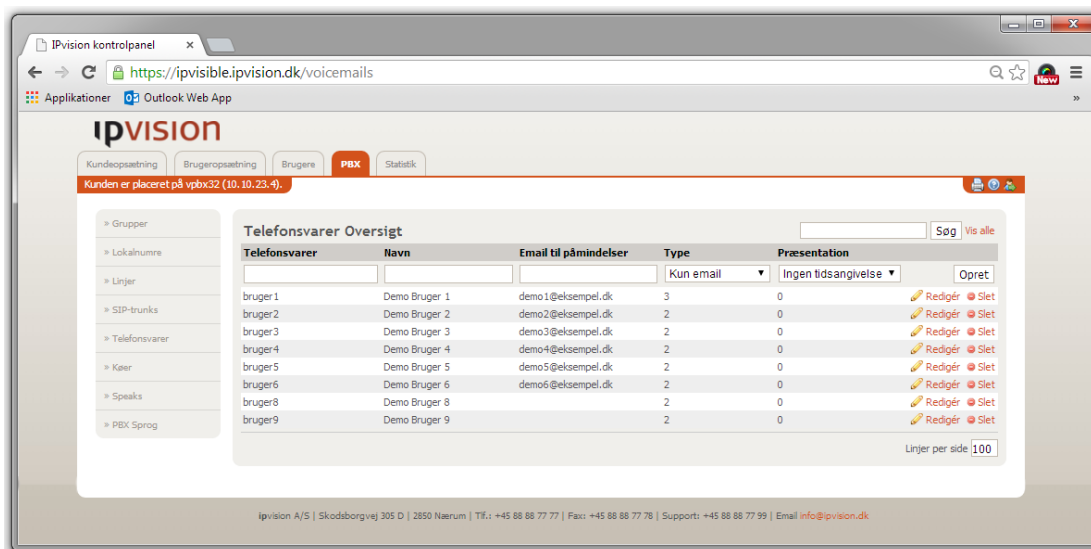 IPvision kontrolpanel
https://ipvisible.ipvision.dk/voicemails
New
Applikationer Outlook Web App »
ipvision
Kundeopsætning Brugeropsætning Brugere PBX Statistik
Kunden er placeret på vpbx32 (10.10.23.4).
» Grupper
» Lokalnumre
» Linjer
» SIP-trunks
» Telefonsvarer
» Køer
» Speaks
» PBX Sprog
Telefonsvarer Oversigt Søg Vis alle
Telefonsvarer Navn Email til påmindelser Type Præsentation
Kun email Ingen tidsangivelse Opret
bruger1 Demo Bruger 1 demo1@eksempel.dk 3 0 Redigér Slet
bruger2 Demo Bruger 2 demo2@eksempel.dk 2 0 Redigér Slet
bruger3 Demo Bruger 3 demo3@eksempel.dk 2 0 Redigér Slet
bruger4 Demo Bruger 4 demo4@eksempel.dk 2 0 Redigér Slet
bruger5 Demo Bruger 5 demo5@eksempel.dk 2 0 Redigér Slet
bruger6 Demo Bruger 6 demo6@eksempel.dk 2 0 Redigér Slet
bruger8 Demo Bruger 8 2 0 Redigér Slet
bruger9 Demo Bruger 9 2 0 Redigér Slet
Linjer per side 100
ipvision A/S | Skodsborgvej 305 D | 2850 Nærum | Tlf.: +45 88 88 77 77 | Fax: +45 88 88 77 78 | Support: +45 88 88 77 99 | Email info@ipvision.dk